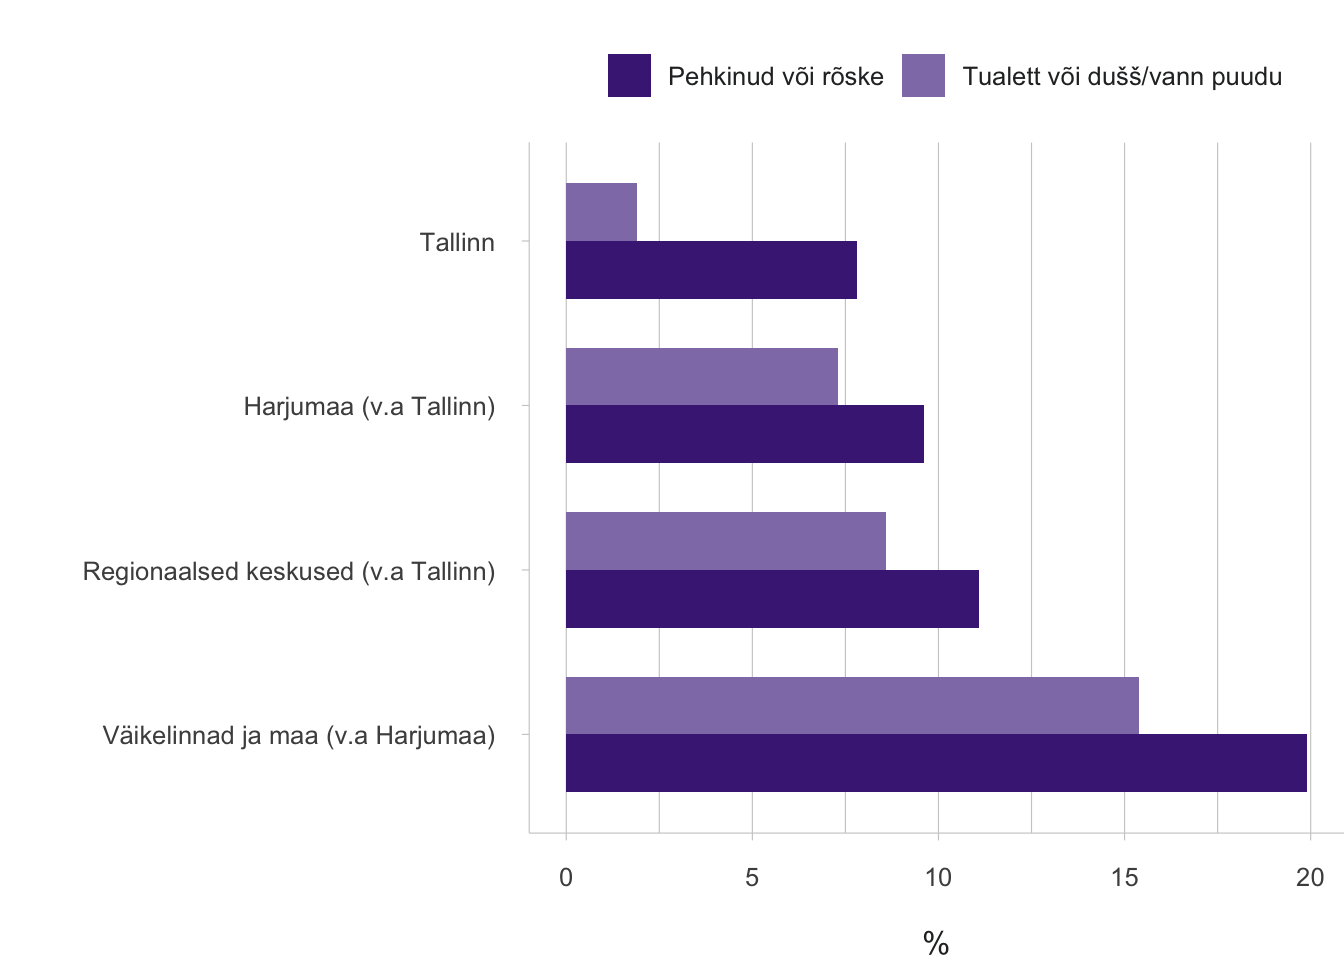 Pehkinud või rõske
Tualett või dušš/vann puudu
Tallinn
Harjumaa (v.a Tallinn)
Regionaalsed keskused (v.a Tallinn)
Väikelinnad ja maa (v.a Harjumaa)
0 5 10 15 20
%